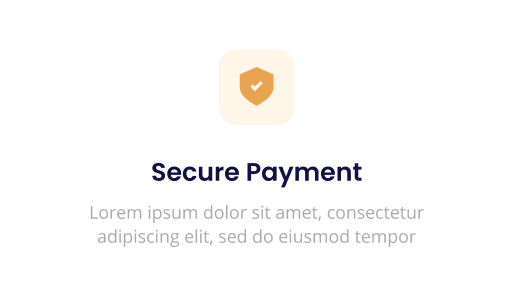 Secure Payment
Lorem ipsum dolor sit amet, consectetur
adipiscing elit, sed do eiusmod tempor